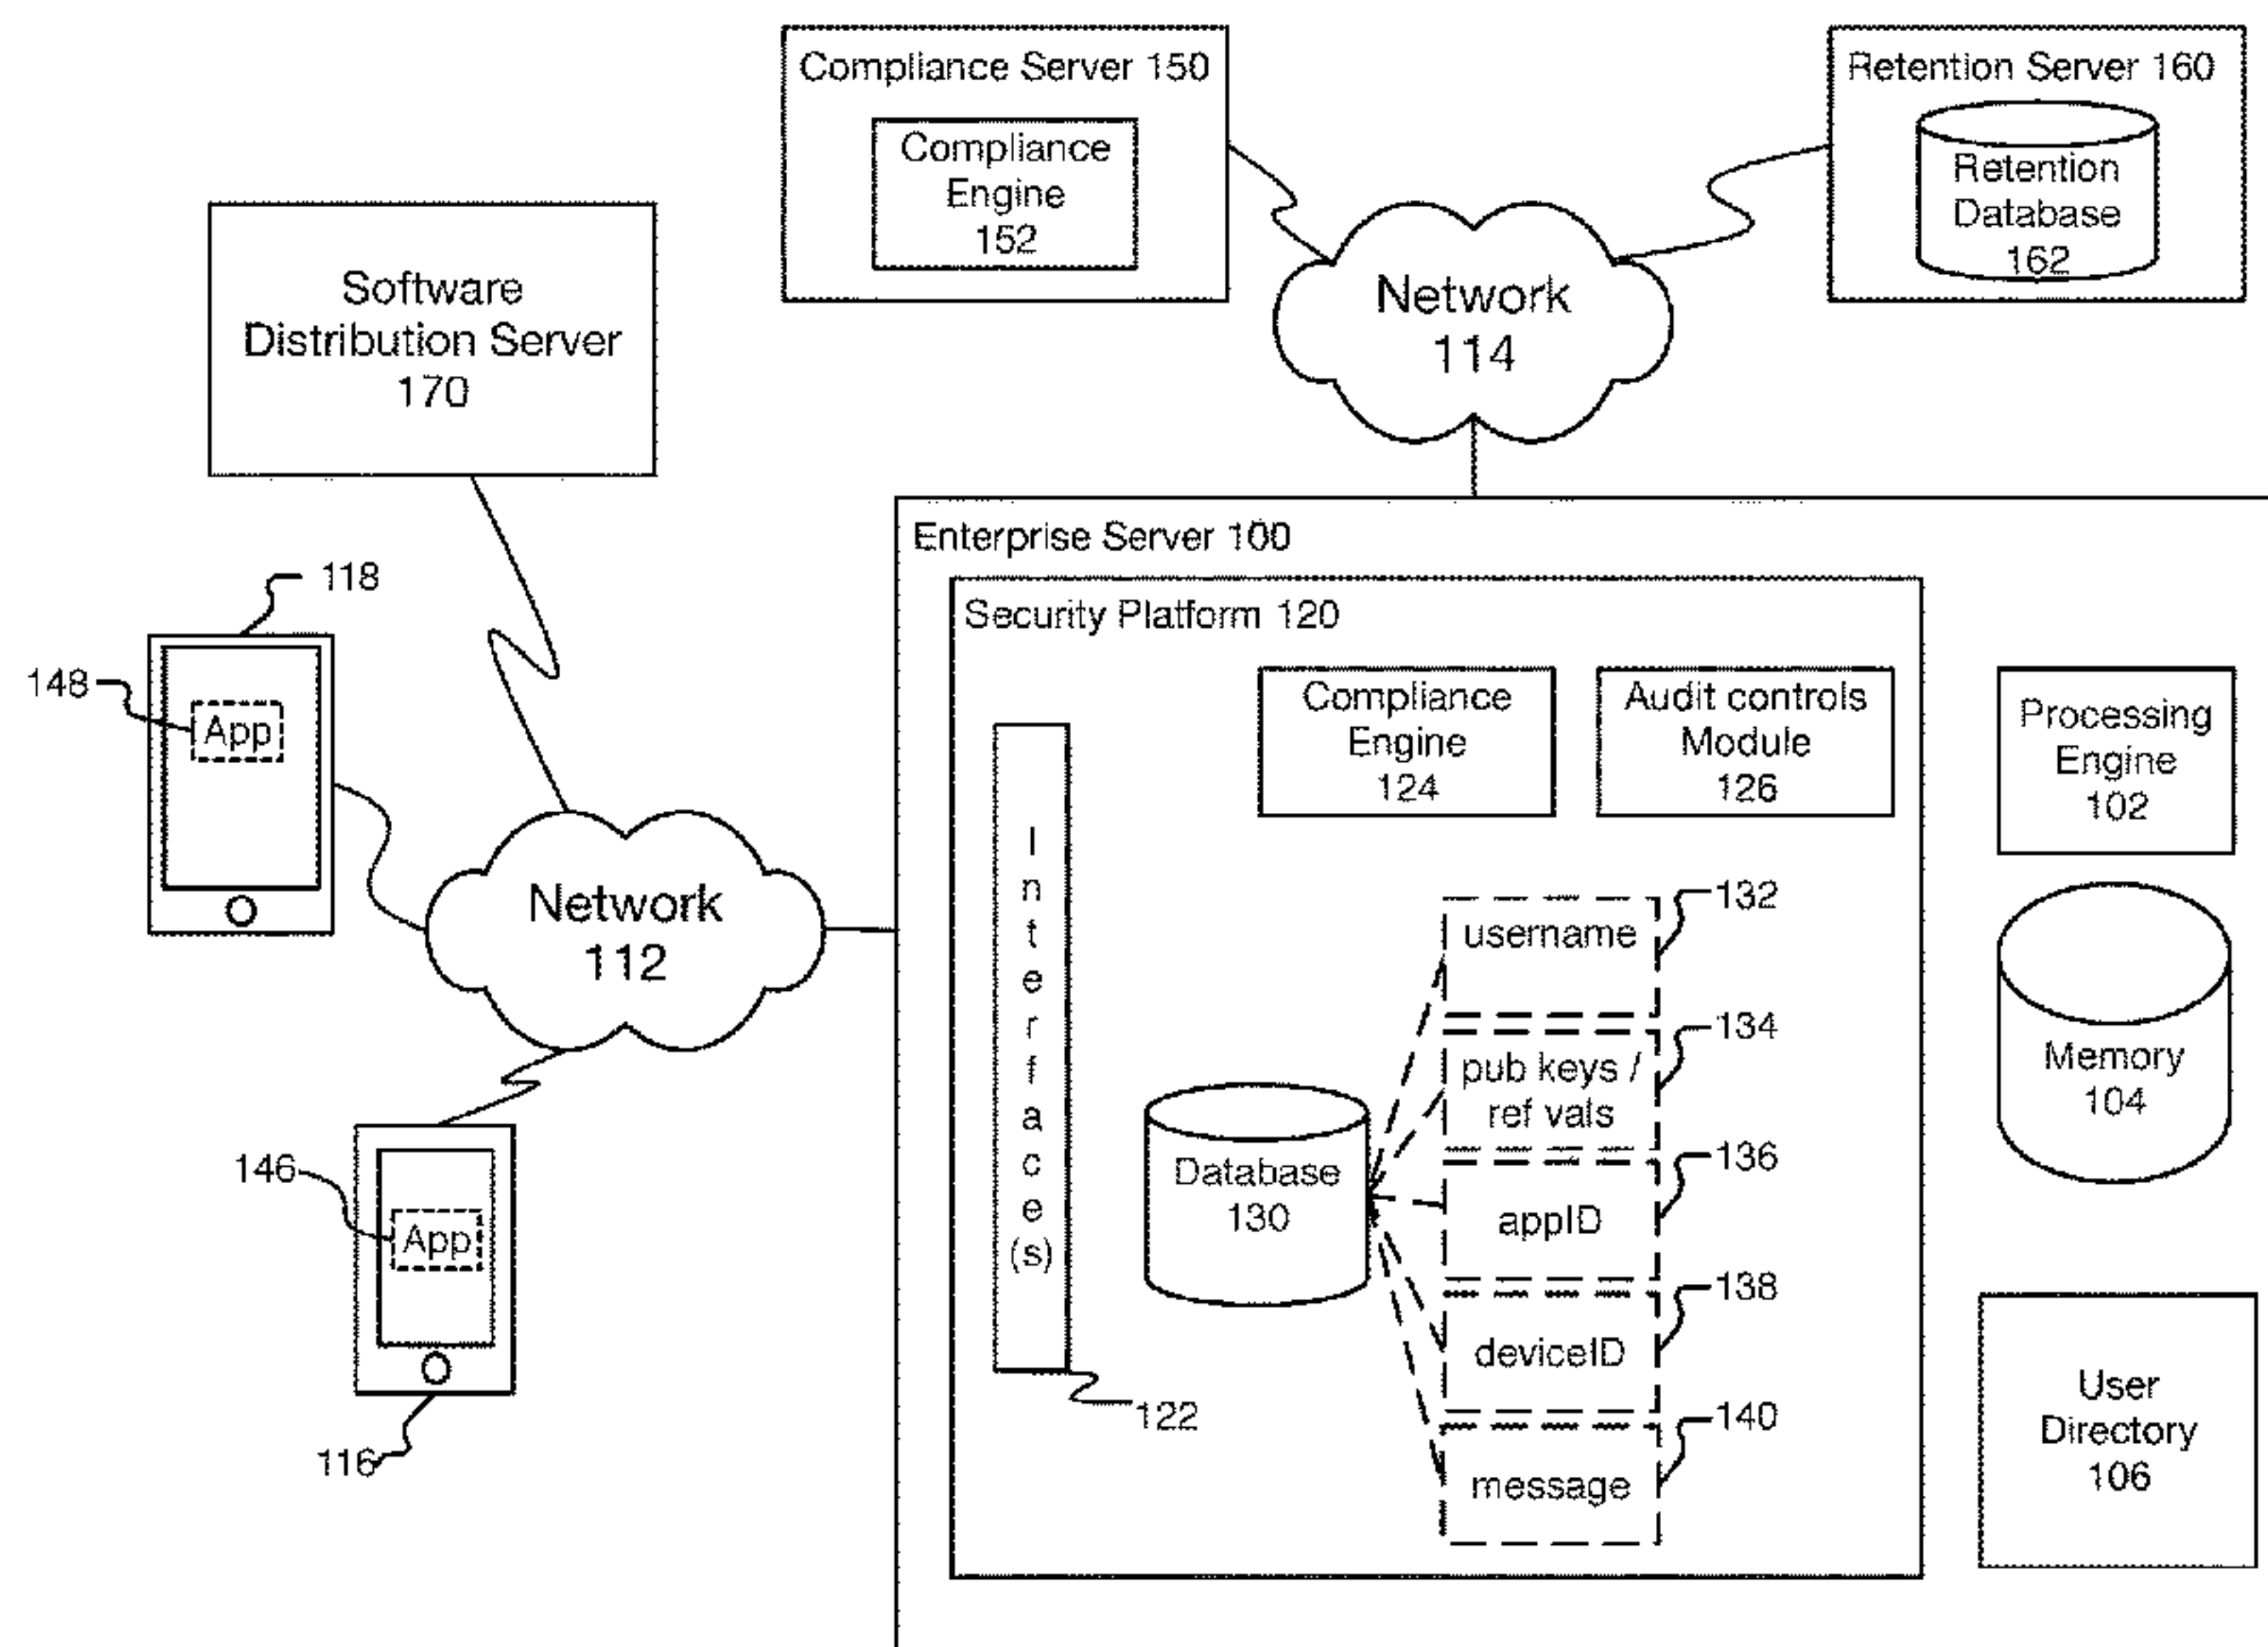 Compliance Server 150
Compliance
Engine
152
Retention Server 160
Retention
Database
162
Software
Distribution Server
170
Network
114
Enterprise Server 100
Security Platform 120
118
148
App
Compliance
Engine
124
Audit controls
Module
126
Processing
Engine
102
Interface(s)
122
Network
112
username
132
pub keys /
ref vals
134
appID
136
deviceID
138
message
140
Database
130
Memory
104
146
App
116
User
Directory
106